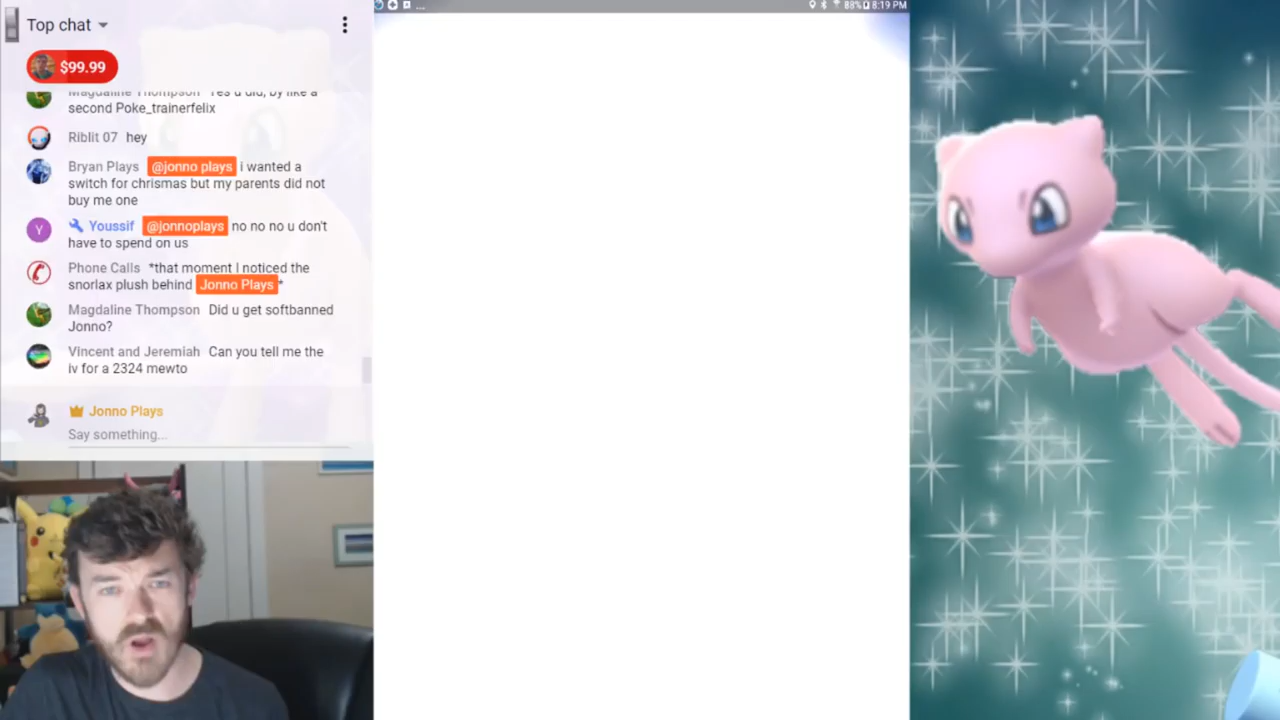 Top chat
$99.99
Magdaline Thompson Yes u did, by like a
second Poke_trainerfelix
Riblit 07 hey
Bryan Plays @jonno plays i wanted a
switch for chrismas but my parents did not
buy me one
Y
Youssif @jonnoplays no no no u don't
have to spend on us
Phone Calls *that moment I noticed the
snorlax plush behind Jonno Plays *
Magdaline Thompson Did u get softbanned
Jonno?
Vincent and Jeremiah Can you tell me the
iv for a 2324 mewto
Jonno Plays
Say something...
... 88% 8:19 PM